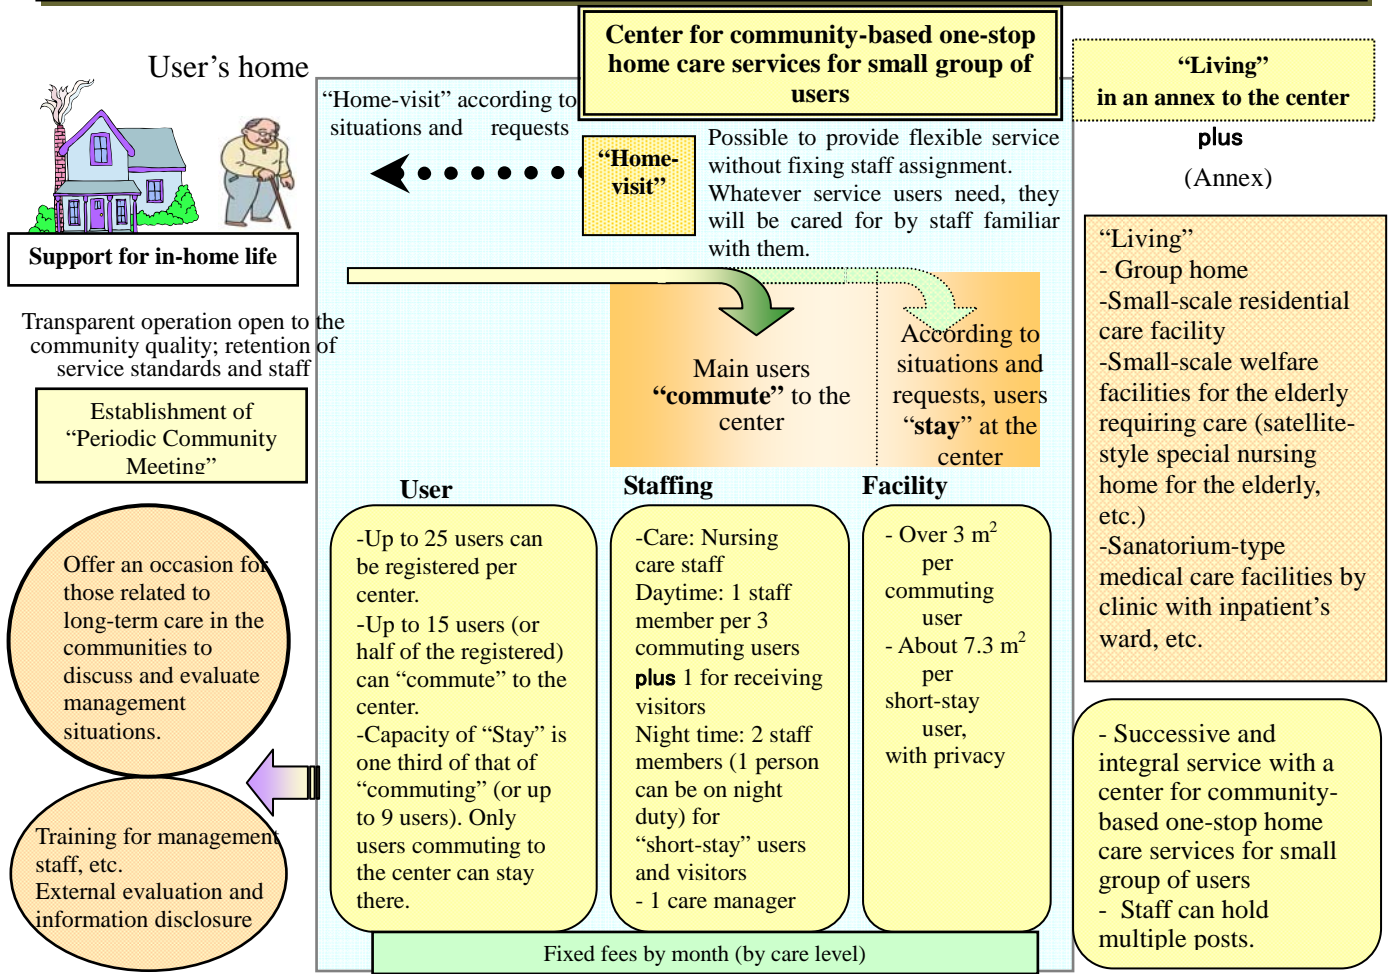 Center for community-based one-stop
home care services for small group of
users
"Living"
in an annex to the center
plus
(Annex)
User's home
"Home-visit" according to
situations and requests
"Home-
visit"
Possible to provide flexible service
without fixing staff assignment.
Whatever service users need, they
will be cared for by staff familiar
with them.
Support for in-home life
Transparent operation open to the
community quality; retention of
service standards and staff
Establishment of
"Periodic Community
Meeting"
Main users
"commute" to the
center
According to
situations and
requests, users
"stay" at the
center
"Living"
- Group home
-Small-scale residential
care facility
-Small-scale welfare
facilities for the elderly
requiring care (satellite-
style special nursing
home for the elderly,
etc.)
-Sanatorium-type
medical care facilities by
clinic with inpatient's
ward, etc.
User
-Up to 25 users can
be registered per
center.
-Up to 15 users (or
half of the registered)
can "commute" to the
center.
-Capacity of "Stay" is
one third of that of
"commuting" (or up
to 9 users). Only
users commuting to
the center can stay
there.
Staffing
-Care: Nursing
care staff
Daytime: 1 staff
member per 3
commuting users
plus 1 for receiving
visitors
Night time: 2 staff
members (1 person
can be on night
duty) for
"short-stay" users
and visitors
- 1 care manager
Facility
- Over 3 m²
per
commuting
user
- About 7.3 m²
per
short-stay
user,
with privacy
Offer an occasion for
those related to
long-term care in the
communities to
discuss and evaluate
management
situations.
Training for management
staff, etc.
External evaluation and
information disclosure
- Successive and
integral service with a
center for community-
based one-stop home
care services for small
group of users
- Staff can hold
multiple posts.
Fixed fees by month (by care level)